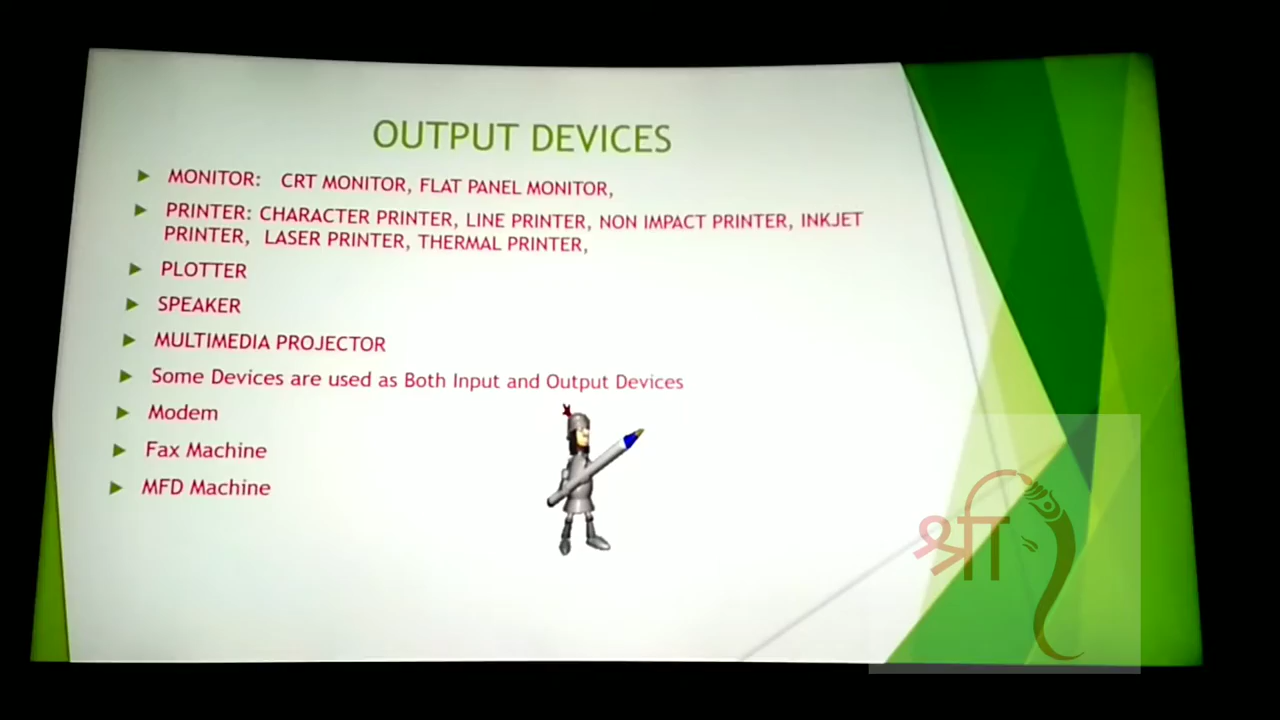 OUTPUT DEVICES
MONITOR: CRT MONITOR, FLAT PANEL MONITOR,
PRINTER: CHARACTER PRINTER, LINE PRINTER, NON IMPACT PRINTER, INKJET
PRINTER, LASER PRINTER, THERMAL PRINTER,
PLOTTER
SPEAKER
MULTIMEDIA PROJECTOR
Some Devices are used as Both Input and Output Devices
Modem
Fax Machine
MFD Machine
श्री